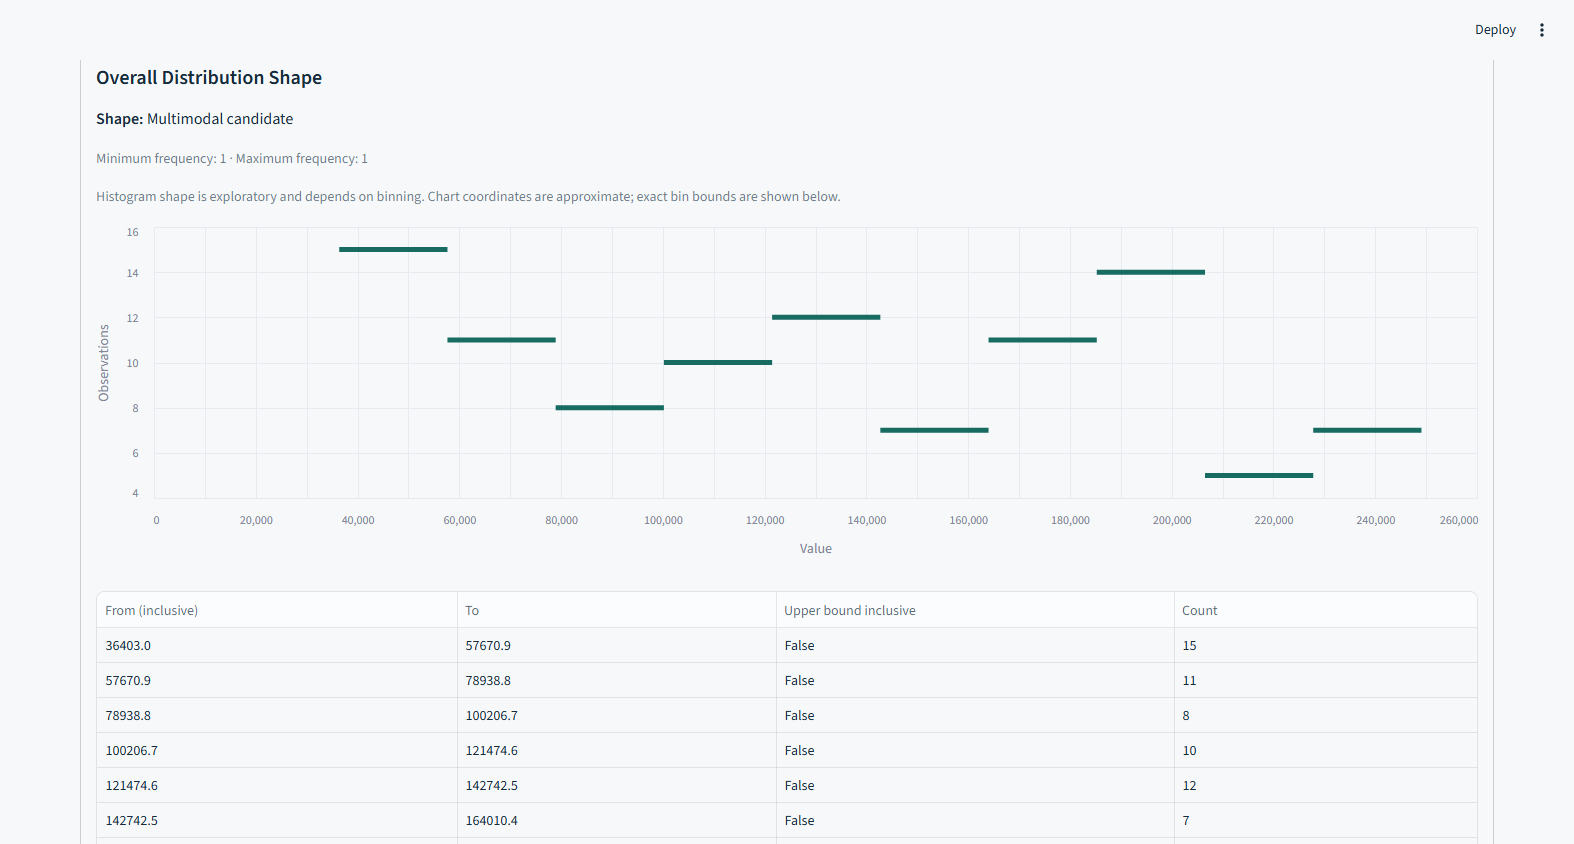 Deploy
Overall Distribution Shape
Shape: Multimodal candidate
Minimum frequency: 1 · Maximum frequency: 1
Histogram shape is exploratory and depends on binning. Chart coordinates are approximate; exact bin bounds are shown below.
16
14
12
10
8
6
4
Observations
0 20,000 40,000 60,000 80,000 100,000 120,000 140,000 160,000 180,000 200,000 220,000 240,000 260,000
Value
From (inclusive) To Upper bound inclusive Count
36403.0 57670.9 False 15
57670.9 78938.8 False 11
78938.8 100206.7 False 8
100206.7 121474.6 False 10
121474.6 142742.5 False 12
142742.5 164010.4 False 7